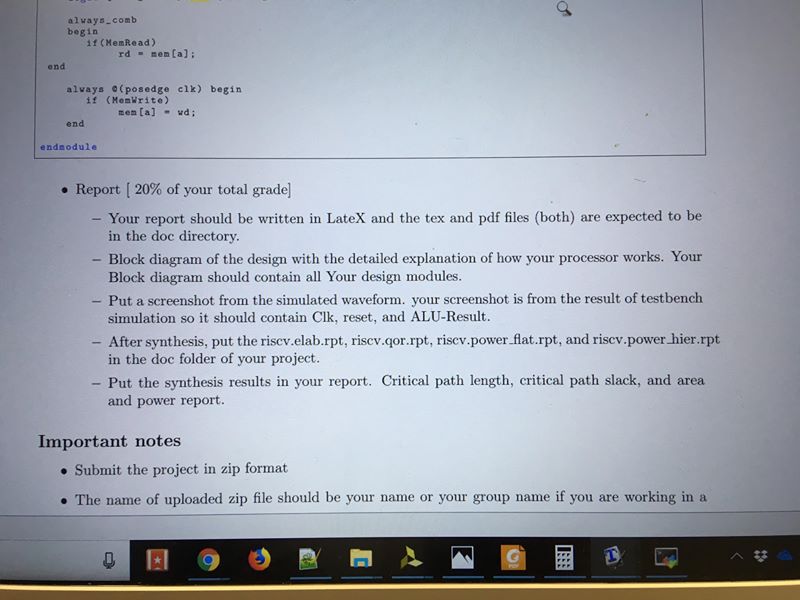 always_comb
begin
if(MemRead)
rd = mem[a];
end
always @(posedge clk) begin
if (MemWrite)
mem[a] = wd;
end
endmodule
• Report [ 20% of your total grade]
– Your report should be written in LateX and the tex and pdf files (both) are expected to be
in the doc directory.
– Block diagram of the design with the detailed explanation of how your processor works. Your
Block diagram should contain all Your design modules.
– Put a screenshot from the simulated waveform. your screenshot is from the result of testbench
simulation so it should contain Clk, reset, and ALU-Result.
– After synthesis, put the riscv.elab.rpt, riscv.qor.rpt, riscv.power_flat.rpt, and riscv.power_hier.rpt
in the doc folder of your project.
– Put the synthesis results in your report. Critical path length, critical path slack, and area
and power report.
Important notes
• Submit the project in zip format
• The name of uploaded zip file should be your name or your group name if you are working in a